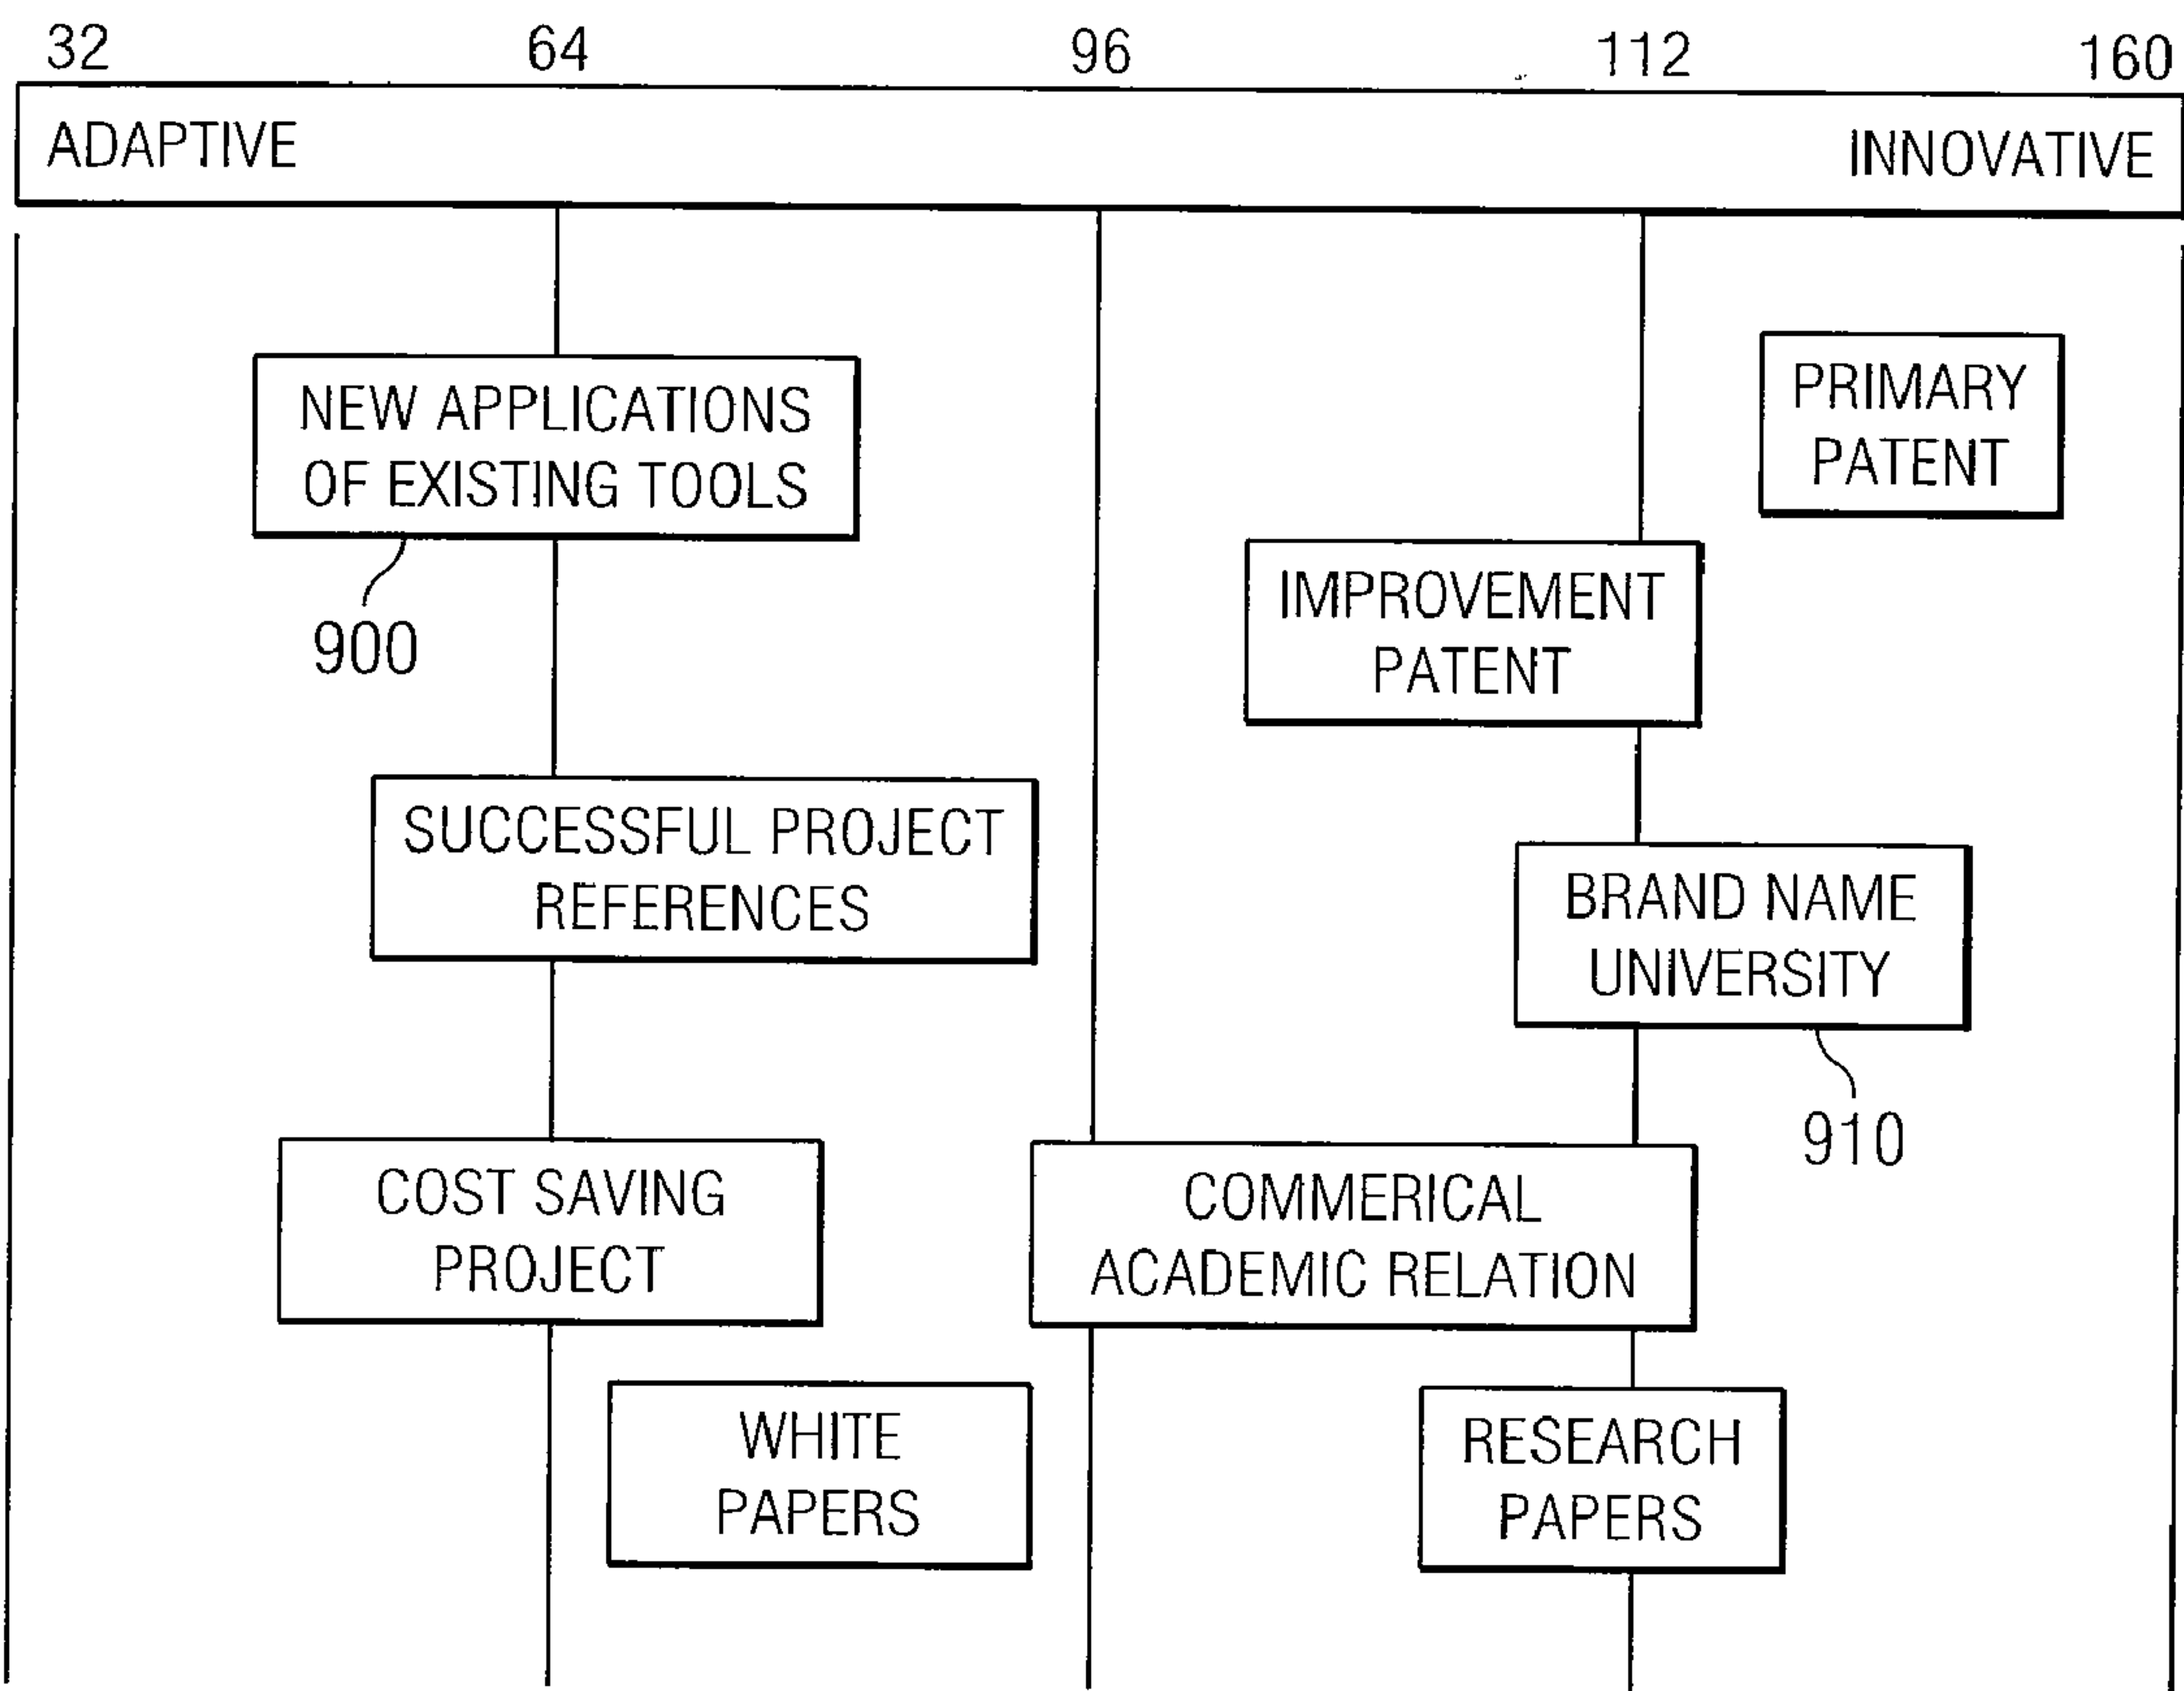 32 64 96 112 160
ADAPTIVE INNOVATIVE
NEW APPLICATIONS
OF EXISTING TOOLS
900
PRIMARY
PATENT
IMPROVEMENT
PATENT
SUCCESSFUL PROJECT
REFERENCES
BRAND NAME
UNIVERSITY
910
COST SAVING
PROJECT
COMMERICAL
ACADEMIC RELATION
WHITE
PAPERS
RESEARCH
PAPERS